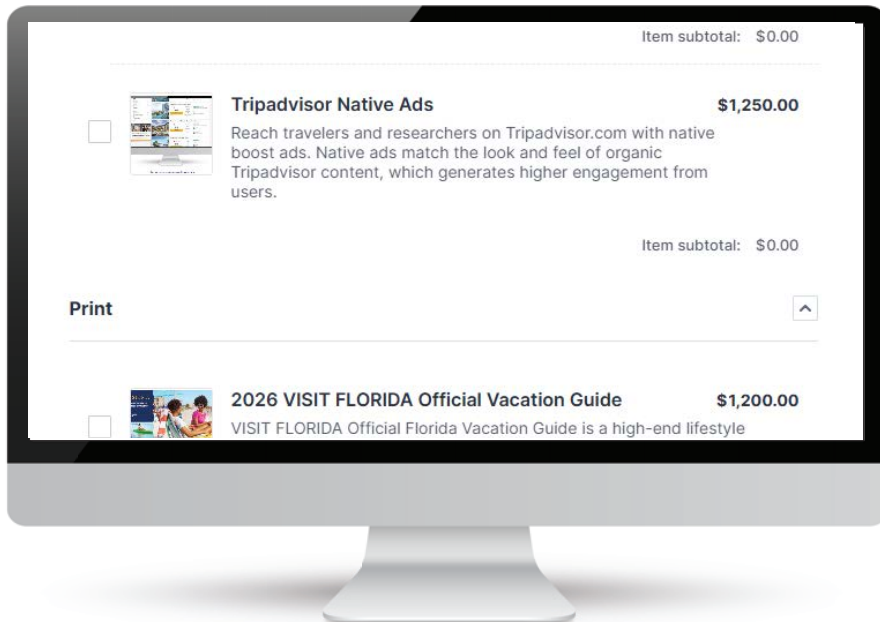 Item subtotal: $0.00
Tripadvisor Native Ads $1,250.00
Reach travelers and researchers on Tripadvisor.com with native
boost ads. Native ads match the look and feel of organic
Tripadvisor content, which generates higher engagement from
users.
Item subtotal: $0.00
Print
2026 VISIT FLORIDA Official Vacation Guide $1,200.00
VISIT FLORIDA Official Florida Vacation Guide is a high-end lifestyle